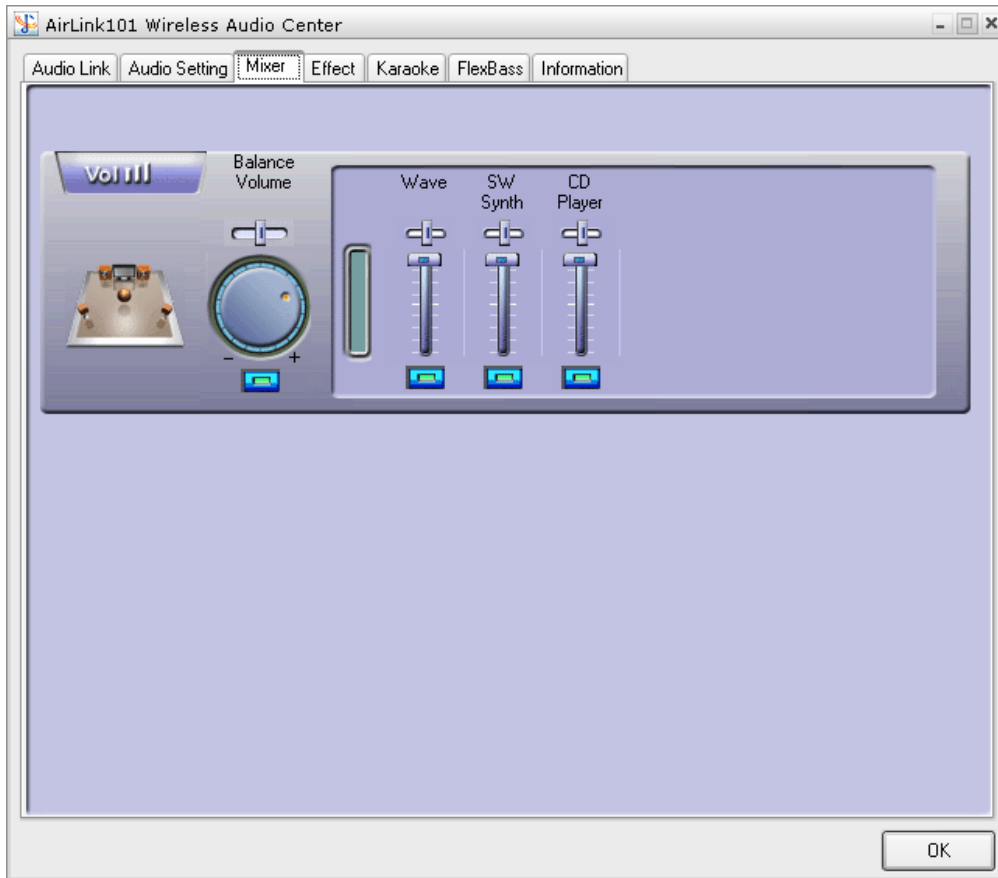 AirLink101 Wireless Audio Center
Audio Link Audio Setting Mixer Effect Karaoke FlexBass Information
Vol
Balance
Volume
- +
Wave
SW
Synth
CD
Player
OK